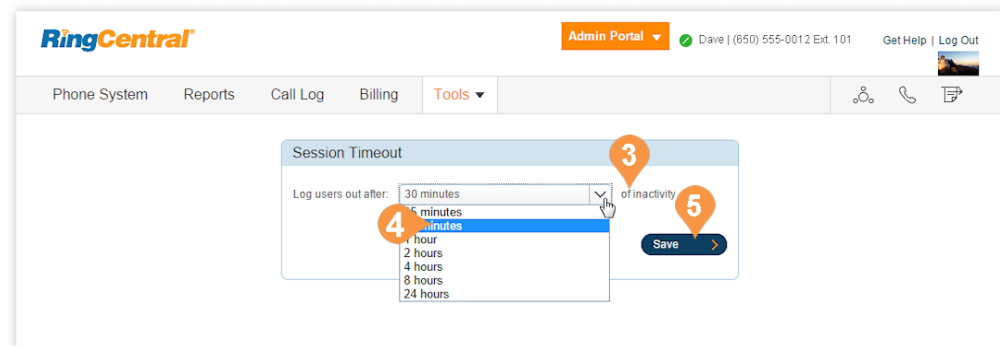 RingCentral
Admin Portal
Dave | (650) 555-0012 Ext. 101
Get Help | Log Out
Phone System
Reports
Call Log
Billing
Tools
Session Timeout
3
Log users out after:
30 minutes
of inactivity
5 minutes
4
minutes
1 hour
2 hours
4 hours
8 hours
24 hours
5
Save